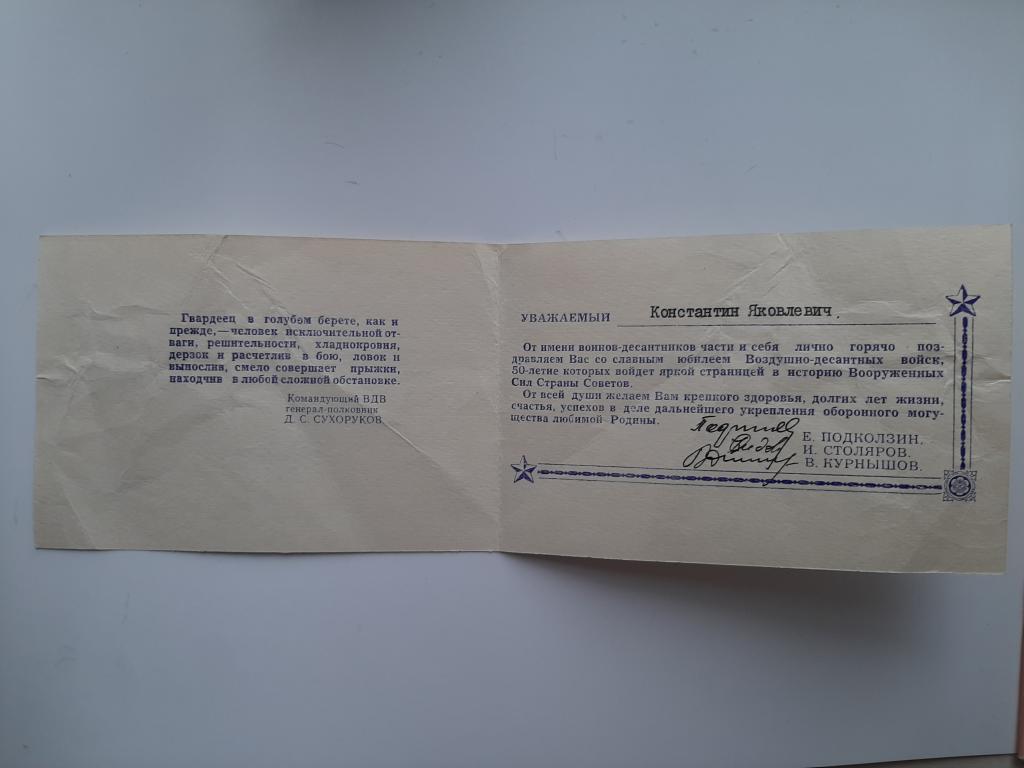 Гвардеец в голубом берете, как и
прежде,—человек исключительной от-
ваги, решительности, хладнокровия,
дерзок и расчетлив в бою, ловок и
вынослив, смело совершает прыжки,
находчив в любой сложной обстановке.
Командующий ВДВ
генерал-полковник
Д. С. СУХОРУКОВ.
УВАЖАЕМЫЙ Константин Яковлевич.
От имени воинов-десантников части и себя лично горячо поз-
дравляем Вас со славным юбилеем Воздушно-десантных войск,
50-летие которых войдет яркой страницей в историю Вооруженных
Сил Страны Советов.
От всей души желаем Вам крепкого здоровья, долгих лет жизни,
счастья, успехов в деле дальнейшего укрепления оборонного могу-
щества любимой Родины.
Е. ПОДКОЛЗИН.
И. СТОЛЯРОВ.
В. КУРНЫШОВ.